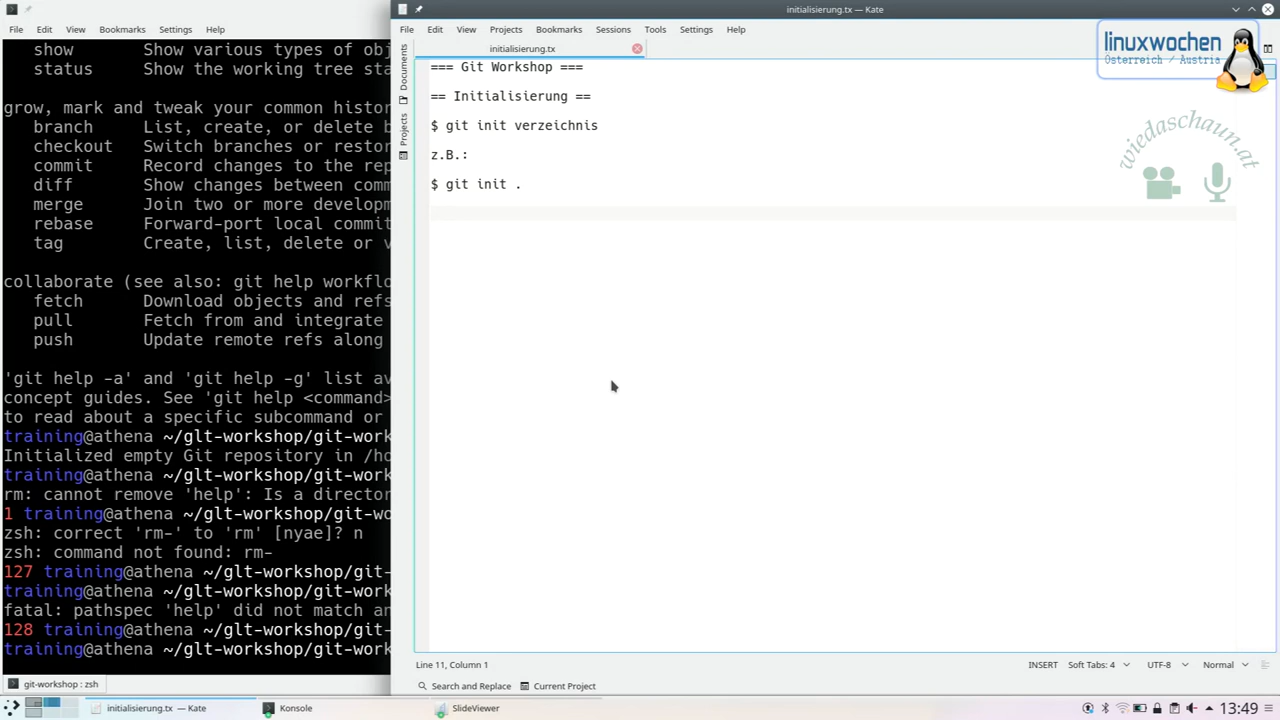 initialisierung.tx — Kate
File Edit View Bookmarks Settings Help
File Edit View Projects Bookmarks Sessions Tools Settings Help
initialisierung.tx
linuxwochen
Österreich / Austria
wiedaschaun.at
Documents
Projects
show Show various types of obj
status Show the working tree sta
grow, mark and tweak your common histor
branch List, create, or delete b
checkout Switch branches or restor
commit Record changes to the rep
diff Show changes between comm
merge Join two or more developm
rebase Forward-port local commit
tag Create, list, delete or v
collaborate (see also: git help workflo
fetch Download objects and refs
pull Fetch from and integrate
push Update remote refs along
'git help -a' and 'git help -g' list av
concept guides. See 'git help <command>
to read about a specific subcommand or
training@athena ~/glt-workshop/git-work
Initialized empty Git repository in /ho
training@athena ~/glt-workshop/git-work
rm: cannot remove 'help': Is a director
1 training@athena ~/glt-workshop/git-wo
zsh: correct 'rm-' to 'rm' [nyae]? n
zsh: command not found: rm-
127 training@athena ~/glt-workshop/git-
training@athena ~/glt-workshop/git-work
fatal: pathspec 'help' did not match an
128 training@athena ~/glt-workshop/git-
training@athena ~/glt-workshop/git-work
git-workshop : zsh
=== Git Workshop ===
== Initialisierung ==
$ git init verzeichnis
z.B.:
$ git init .
Line 11, Column 1 INSERT Soft Tabs: 4 UTF-8 Normal
Search and Replace Current Project
initialisierung.tx — Kate Konsole SlideViewer 13:49